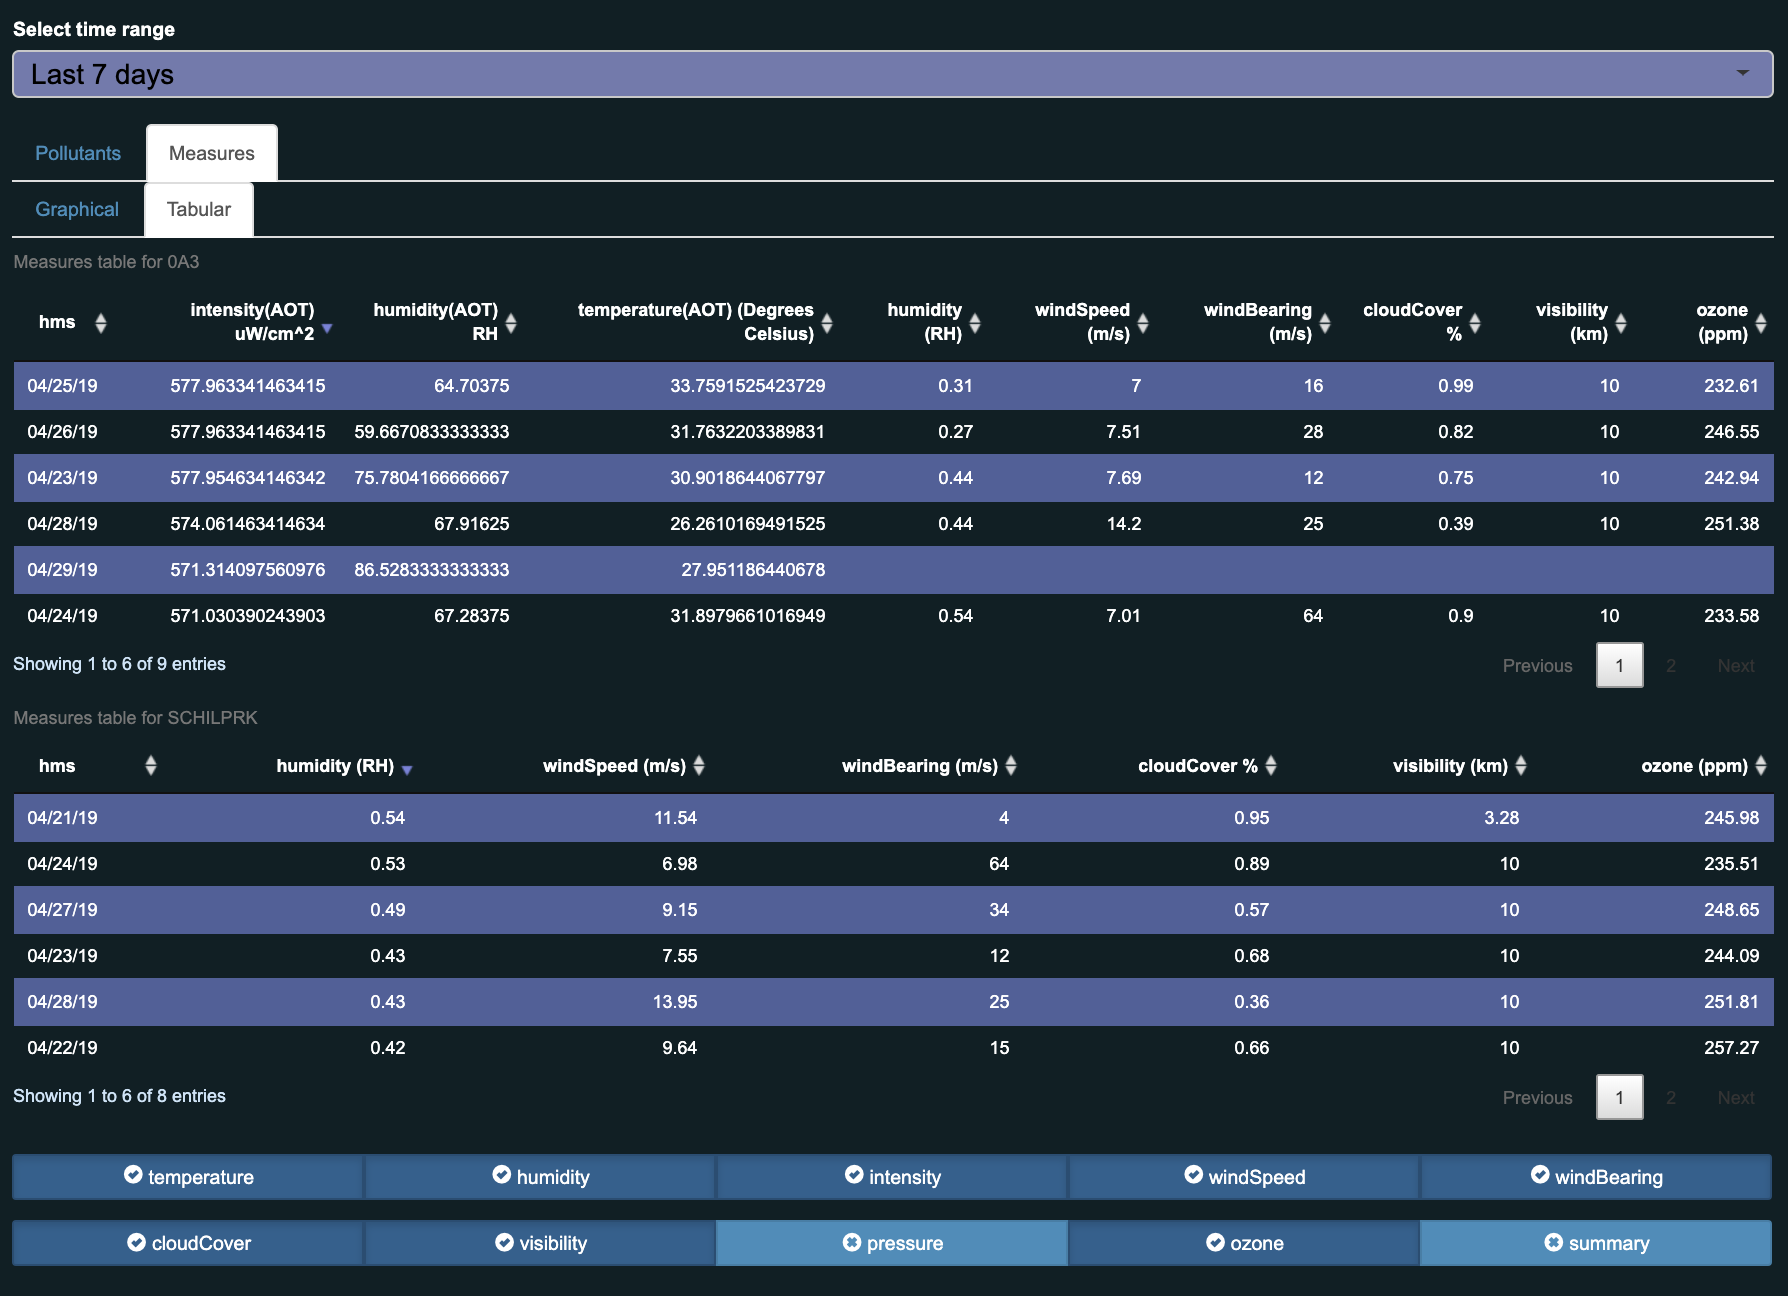 Select time range
Last 7 days
Pollutants Measures
Graphical Tabular
Measures table for 0A3
hms intensity(AOT) uW/cm^2 humidity(AOT) RH temperature(AOT) (Degrees Celsius) humidity (RH) windSpeed (m/s) windBearing (m/s) cloudCover % visibility (km) ozone (ppm)
04/25/19 577.963341463415 64.70375 33.7591525423729 0.31 7 16 0.99 10 232.61
04/26/19 577.963341463415 59.6670833333333 31.7632203389831 0.27 7.51 28 0.82 10 246.55
04/23/19 577.954634146342 75.7804166666667 30.9018644067797 0.44 7.69 12 0.75 10 242.94
04/28/19 574.061463414634 67.91625 26.2610169491525 0.44 14.2 25 0.39 10 251.38
04/29/19 571.314097560976 86.5283333333333 27.951186440678
04/24/19 571.030390243903 67.28375 31.8979661016949 0.54 7.01 64 0.9 10 233.58
Showing 1 to 6 of 9 entries Previous 1 2 Next
Measures table for SCHILPRK
hms humidity (RH) windSpeed (m/s) windBearing (m/s) cloudCover % visibility (km) ozone (ppm)
04/21/19 0.54 11.54 4 0.95 3.28 245.98
04/24/19 0.53 6.98 64 0.89 10 235.51
04/27/19 0.49 9.15 34 0.57 10 248.65
04/23/19 0.43 7.55 12 0.68 10 244.09
04/28/19 0.43 13.95 25 0.36 10 251.81
04/22/19 0.42 9.64 15 0.66 10 257.27
Showing 1 to 6 of 8 entries Previous 1 2 Next
temperature humidity intensity windSpeed windBearing
cloudCover visibility pressure ozone summary